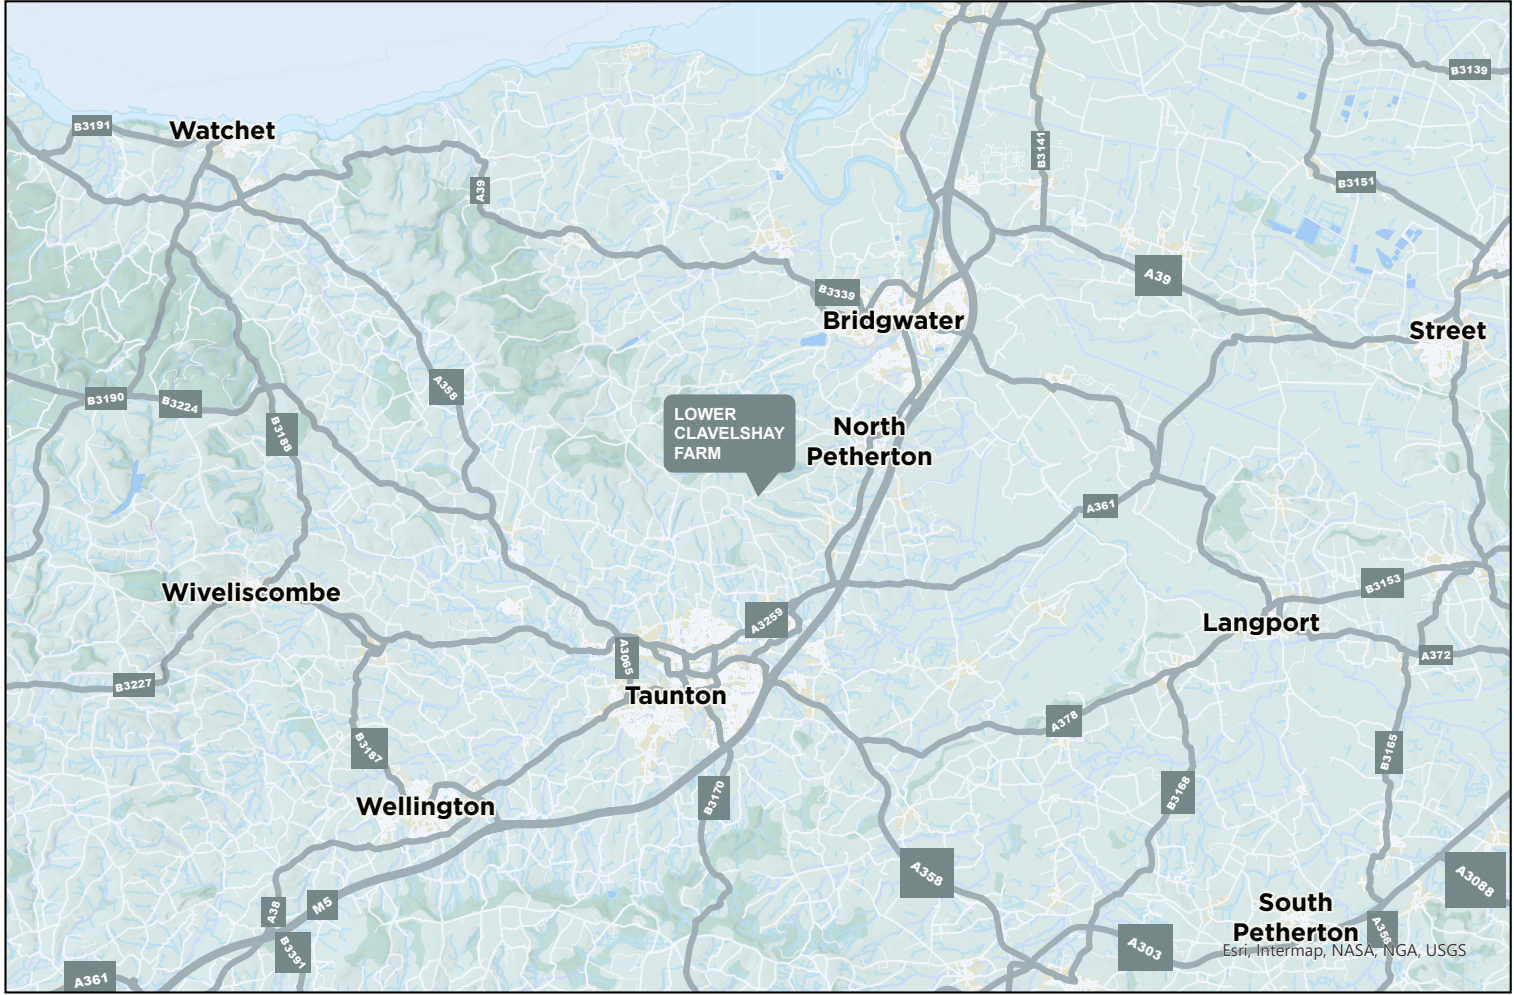 B3139
B3191
Watchet
B3141
B3151
A39
A39
B3339
Bridgwater
Street
A358
B3190
B3224
LOWER
CLAVELSHAY
FARM
B3188
North
Petherton
A361
Wiveliscombe
B3153
A3259
Langport
A3065
A372
B3227
Taunton
A378
B3187
B3165
B3168
B3170
Wellington
A358
A3088
M5
A38
South
Petherton
A356
A303
B3391
Esri, Intermap, NASA, NGA, USGS
A361